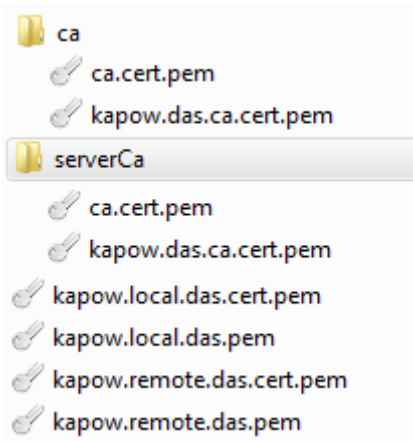 ca
ca.cert.pem
kapow.das.ca.cert.pem
serverCa
ca.cert.pem
kapow.das.ca.cert.pem
kapow.local.das.cert.pem
kapow.local.das.pem
kapow.remote.das.cert.pem
kapow.remote.das.pem